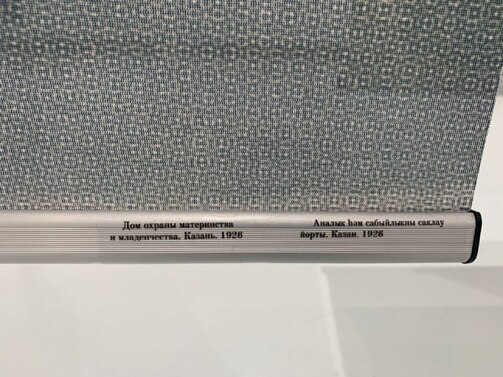 Дом охраны материнства
и младенчества. Казань. 1926
Аналык һәм сабыйлыкны саклау
йорты. Казан. 1926